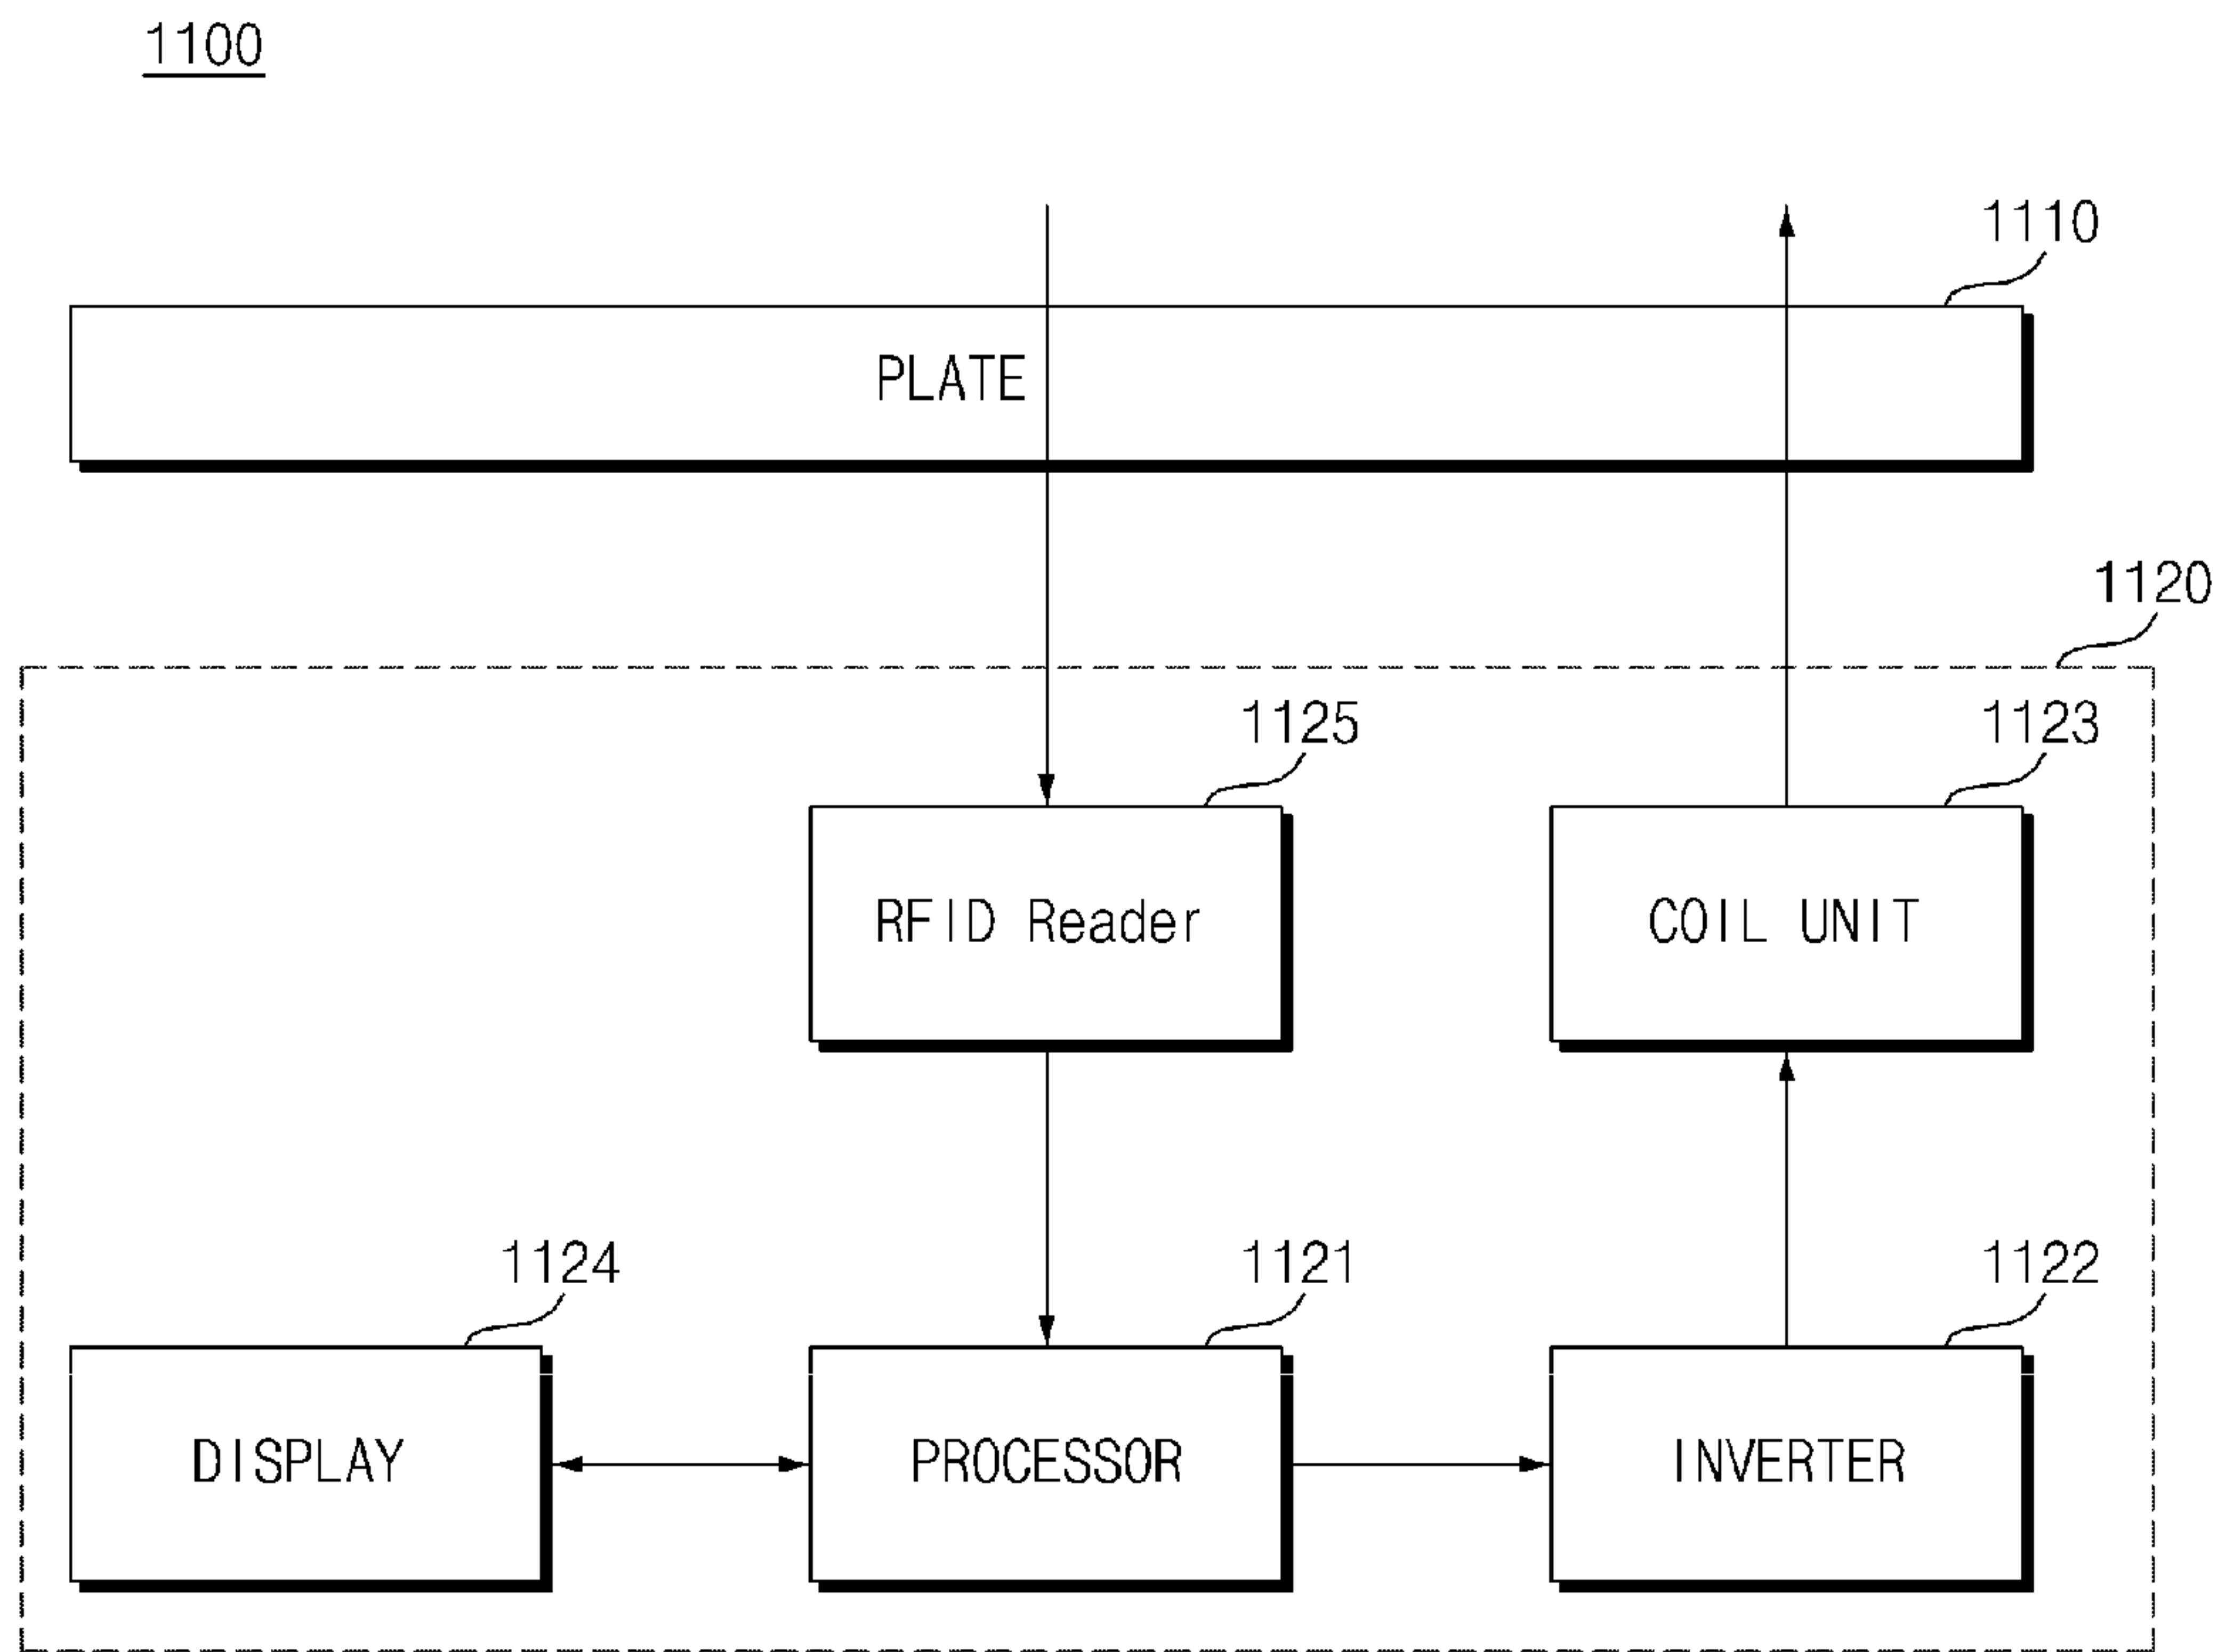 1100
1110
PLATE
1120
1125
1123
RFID Reader
COIL UNIT
1124
1121
1122
DISPLAY
PROCESSOR
INVERTER